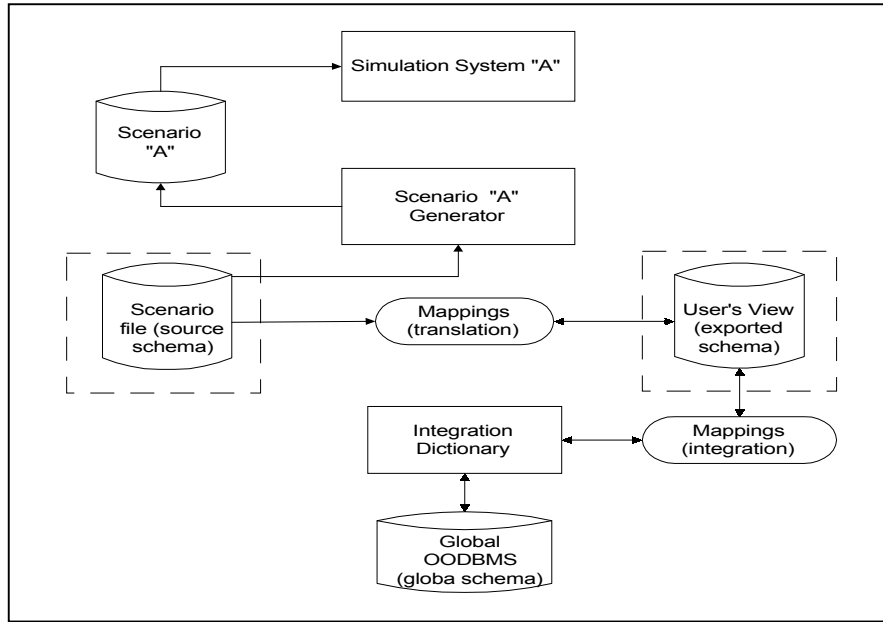 Simulation System "A"
Scenario
"A"
Scenario "A"
Generator
Scenario
file (source
schema)
Mappings
(translation)
User's View
(exported
schema)
Integration
Dictionary
Mappings
(integration)
Global
OODBMS
(globa schema)